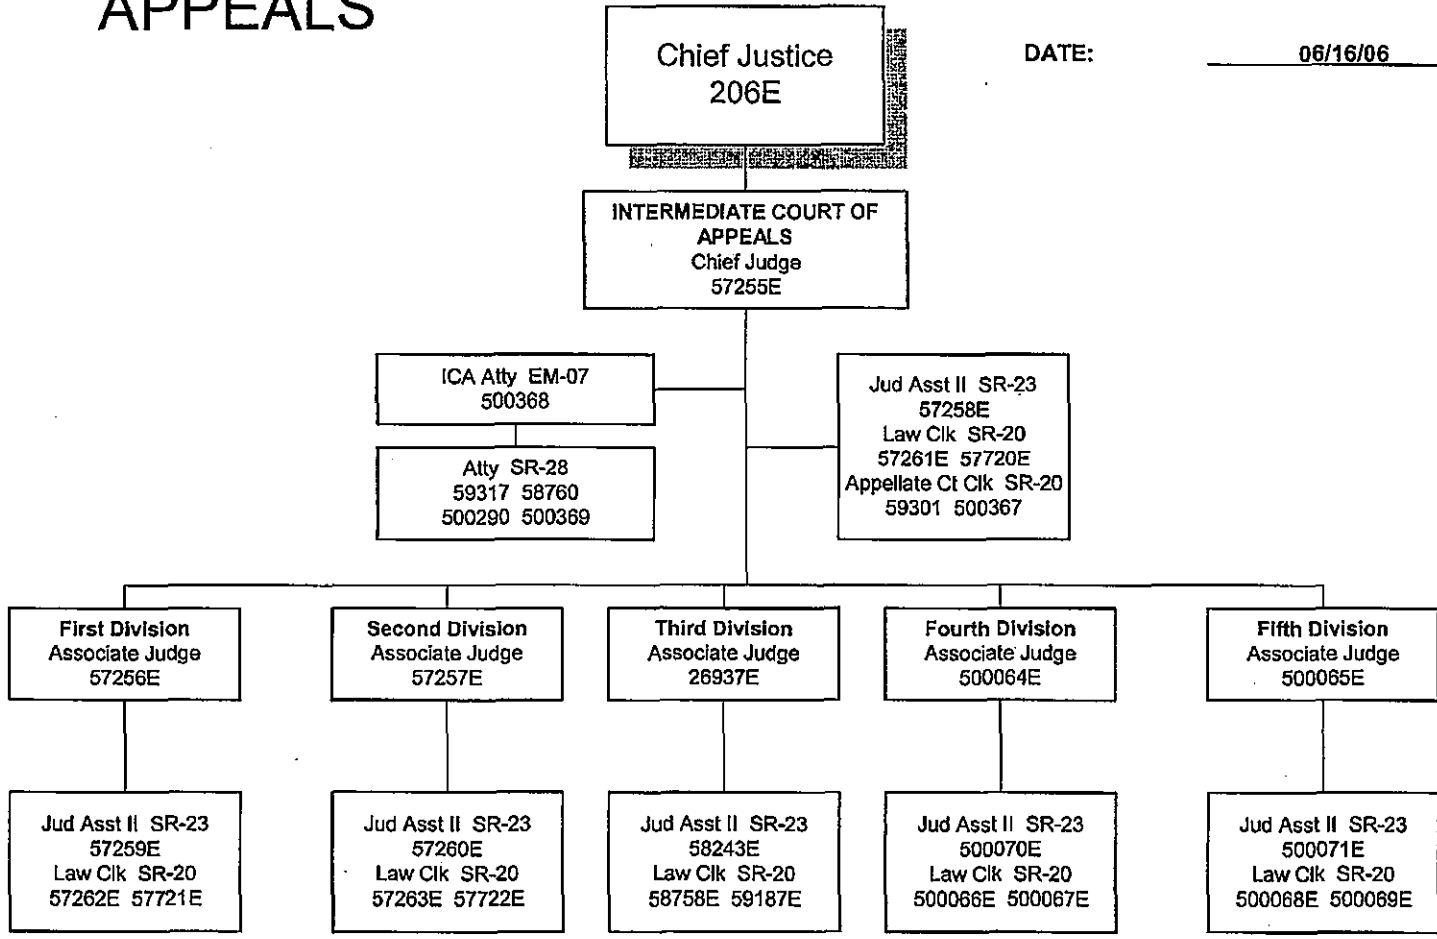 APPEALS
DATE: 06/16/06
Chief Justice
206E
INTERMEDIATE COURT OF
APPEALS
Chief Judge
57255E
ICA Atty EM-07
500368
Atty SR-28
59317 58760
500290 500369
Jud Asst II SR-23
57258E
Law Clk SR-20
57261E 57720E
Appellate Ct Clk SR-20
59301 500367
First Division
Associate Judge
57256E
Second Division
Associate Judge
57257E
Third Division
Associate Judge
26937E
Fourth Division
Associate Judge
500064E
Fifth Division
Associate Judge
500065E
Jud Asst II SR-23
57259E
Law Clk SR-20
57262E 57721E
Jud Asst II SR-23
57260E
Law Clk SR-20
57263E 57722E
Jud Asst II SR-23
58243E
Law Clk SR-20
58758E 59187E
Jud Asst II SR-23
500070E
Law Clk SR-20
500066E 500067E
Jud Asst II SR-23
500071E
Law Clk SR-20
500068E 500069E